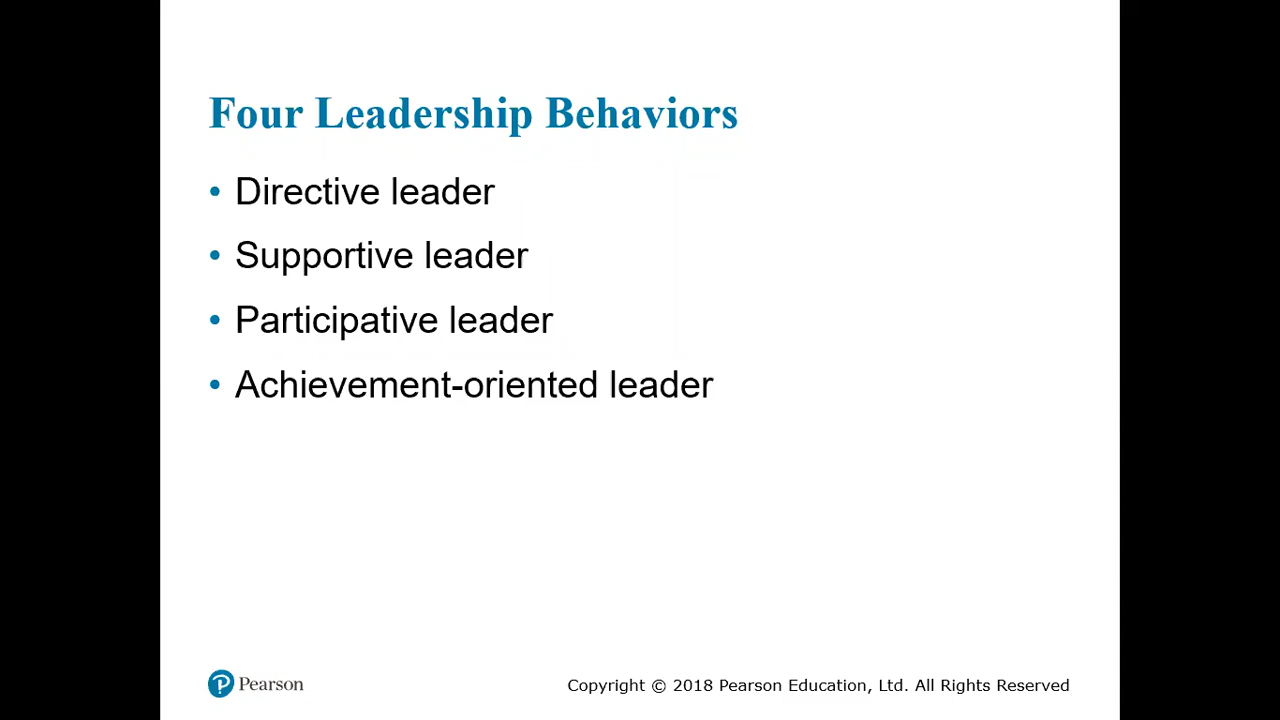 Four Leadership Behaviors
• Directive leader
• Supportive leader
• Participative leader
• Achievement-oriented leader
Pearson
Copyright © 2018 Pearson Education, Ltd. All Rights Reserved